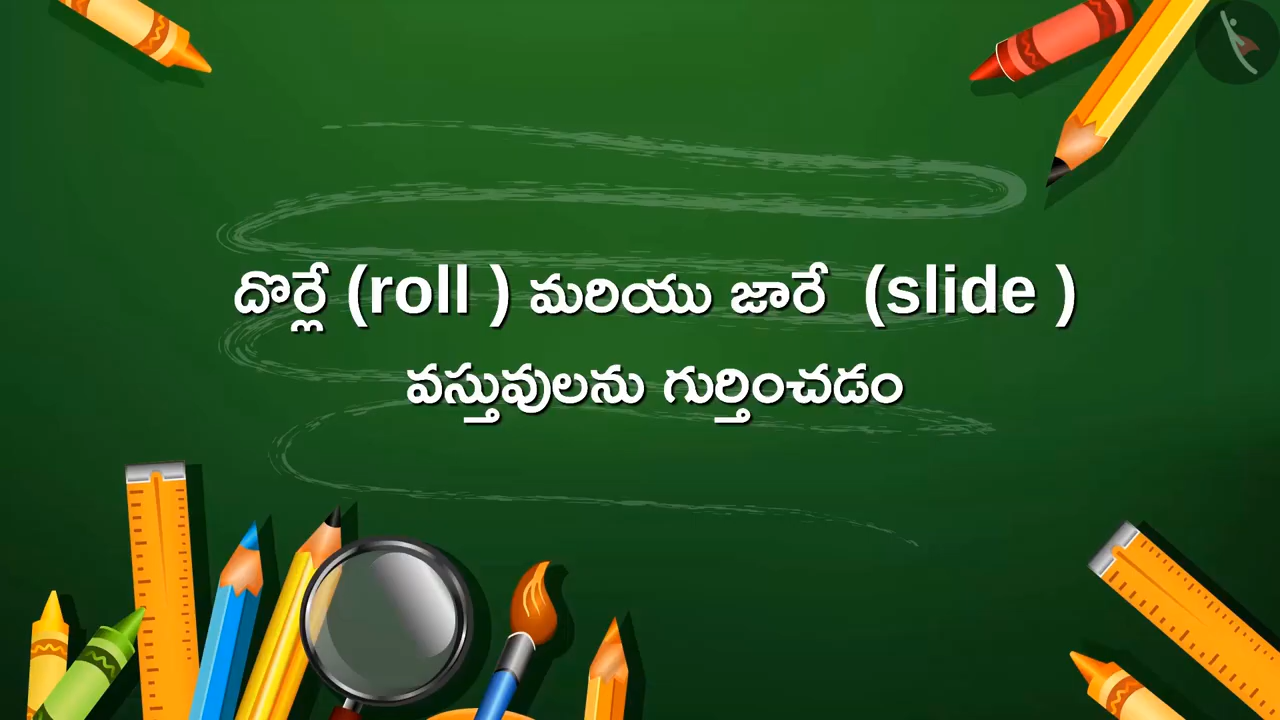 దొర్లే (roll ) మరియు జారే (slide )
వస్తువులను గుర్తించడం